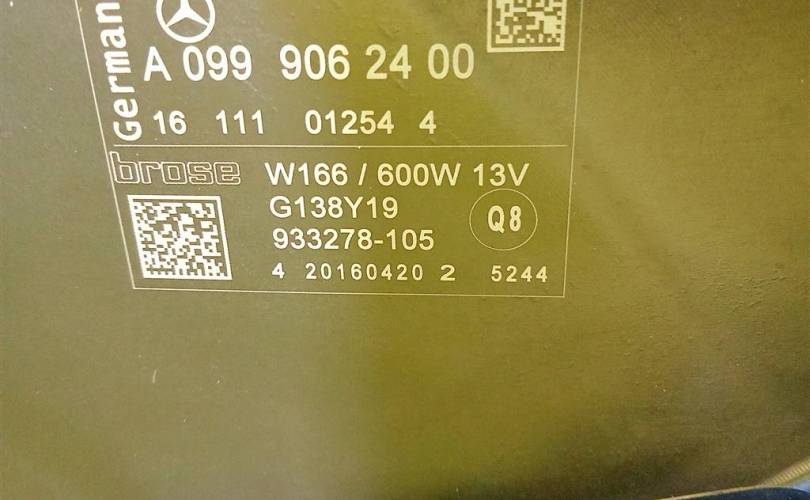 German
A 099 906 24 00
16 111 01254 4
brose W166 / 600W 13V
G138Y19
Q8
933278-105
4 20160420 2 5244